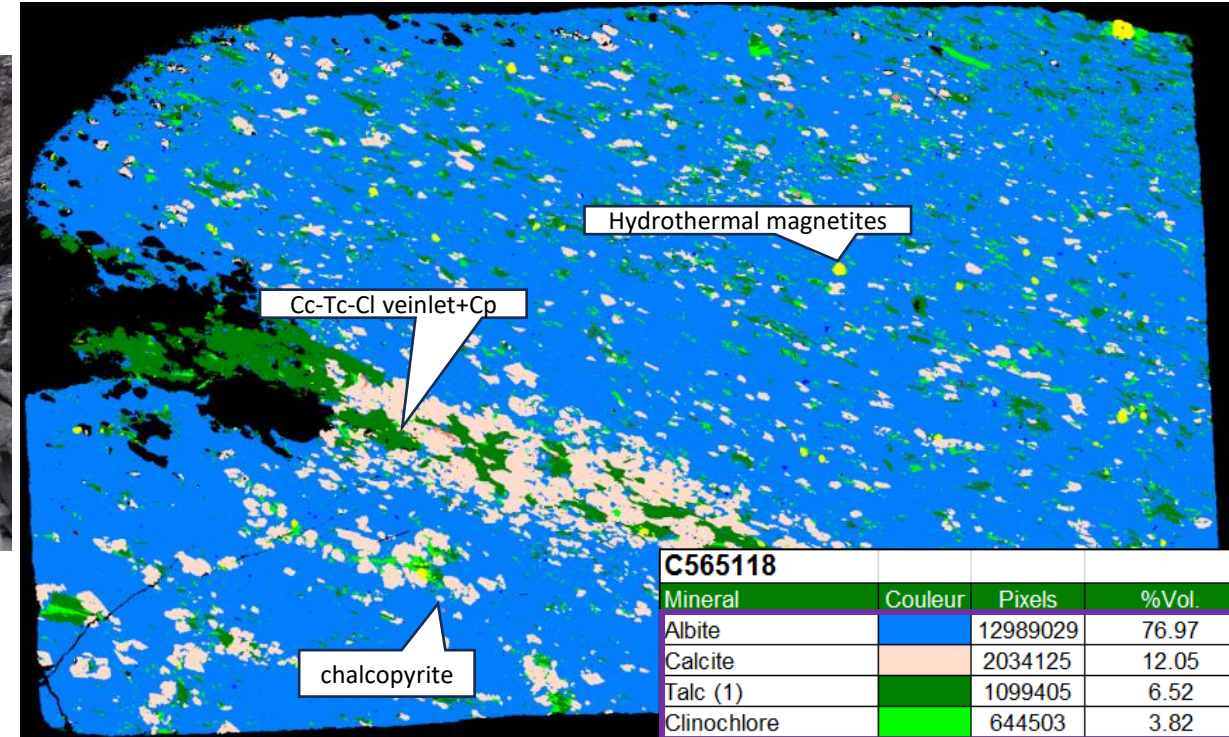 Hydrothermal magnetites
Cc-Tc-Cl veinlet+Cp
chalcopyrite
C565118
Mineral Couleur Pixels %Vol.
Albite 12989029 76.97
Calcite 2034125 12.05
Talc (1) 1099405 6.52
Clinochlore 644503 3.82